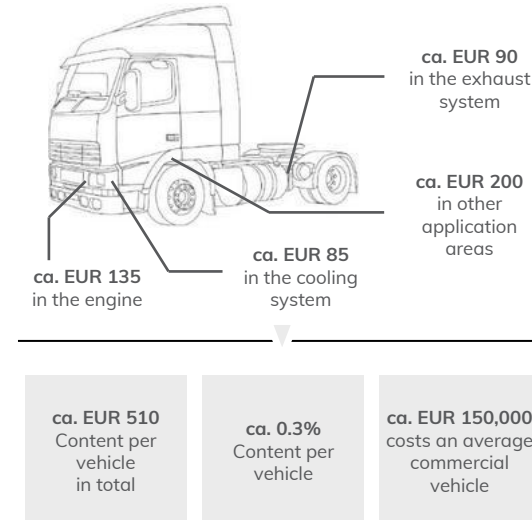 ca. EUR 90
in the exhaust
system
ca. EUR 200
in other
application
areas
ca. EUR 85
in the cooling
system
ca. EUR 135
in the engine
ca. EUR 510
Content per
vehicle
in total
ca. 0.3%
Content per
vehicle
ca. EUR 150,000
costs an average
commercial
vehicle